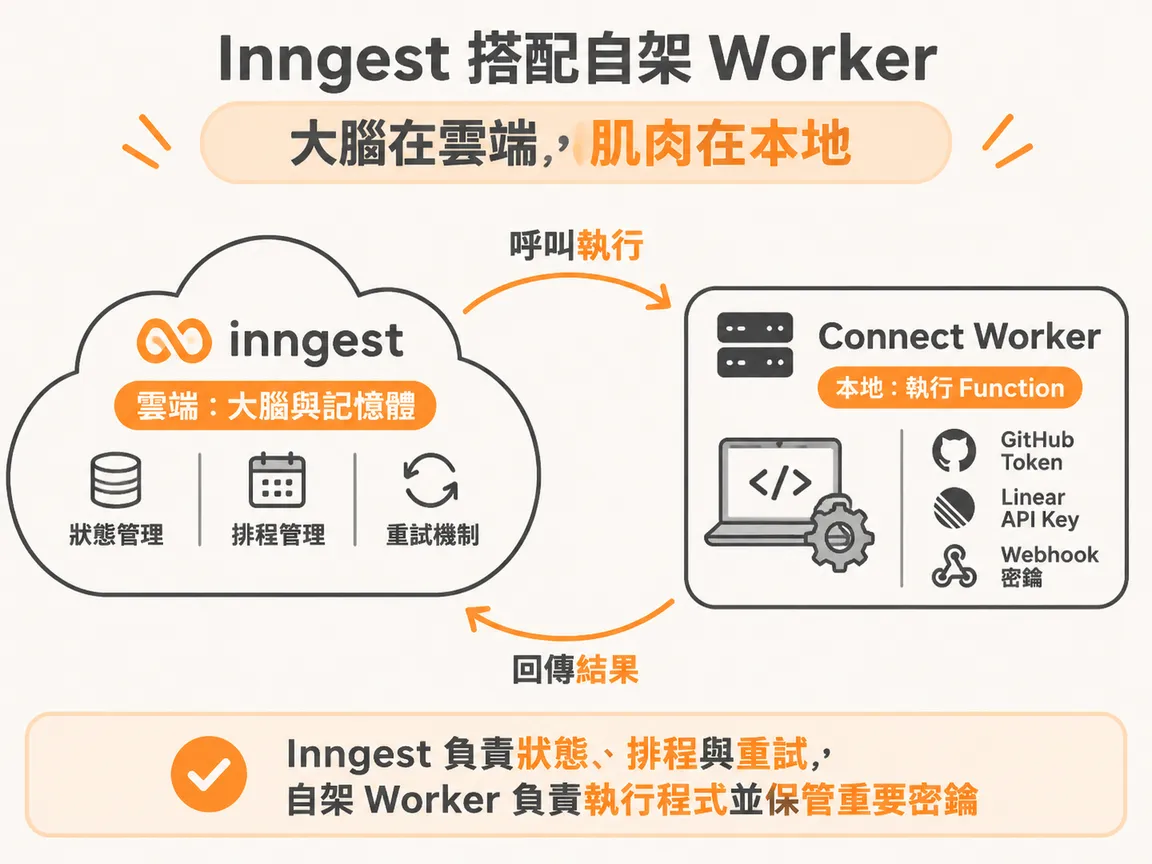 Inngest 搭配自架 Worker
大腦在雲端,，肌肉在本地
呼叫執行
inngest
雲端：大腦與記憶體
狀態管理
排程管理
重試機制
Connect Worker
本地：執行 Function
</>
GitHub
Token
Linear
API Key
Webhook
密鑰
回傳結果
Inngest 負責狀態、排程與重試,，
自架 Worker 負責執行程式並保管重要密鑰